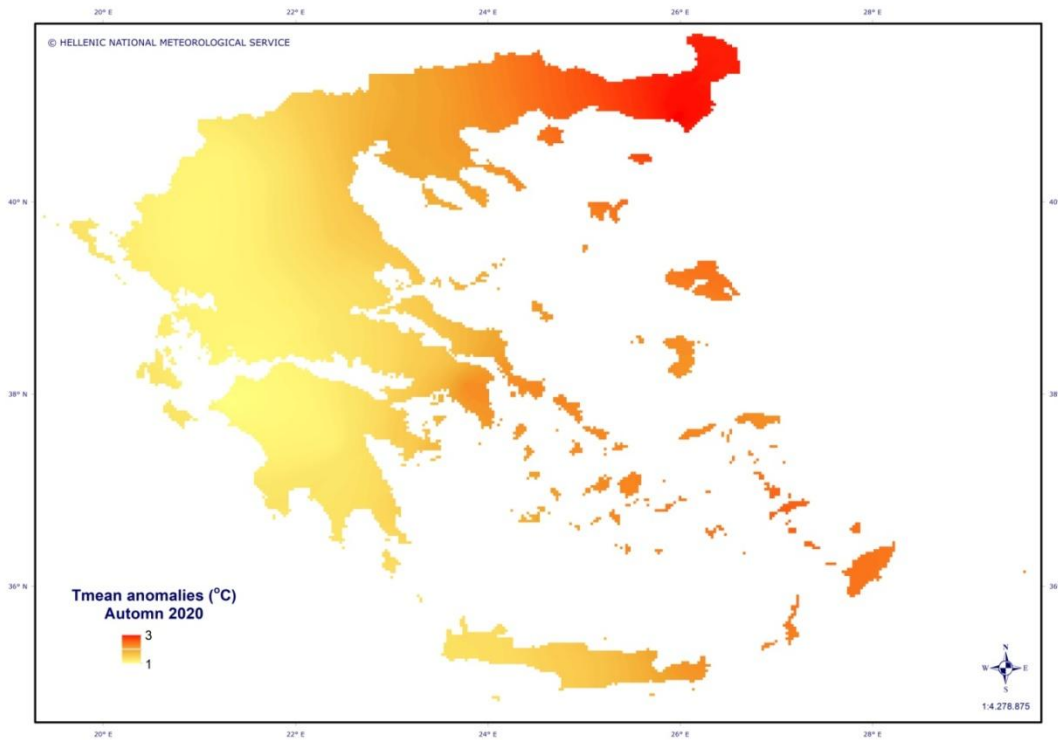 20° E 22° E 24° E 26° E 28° E
© HELLENIC NATIONAL METEOROLOGICAL SERVICE
40° N 40
38° N 38
36° N 36
Tmean anomalies (°C)
Automn 2020
3
1
N
W E
S
1:4.278.875
20° E 22° E 24° E 26° E 28° E